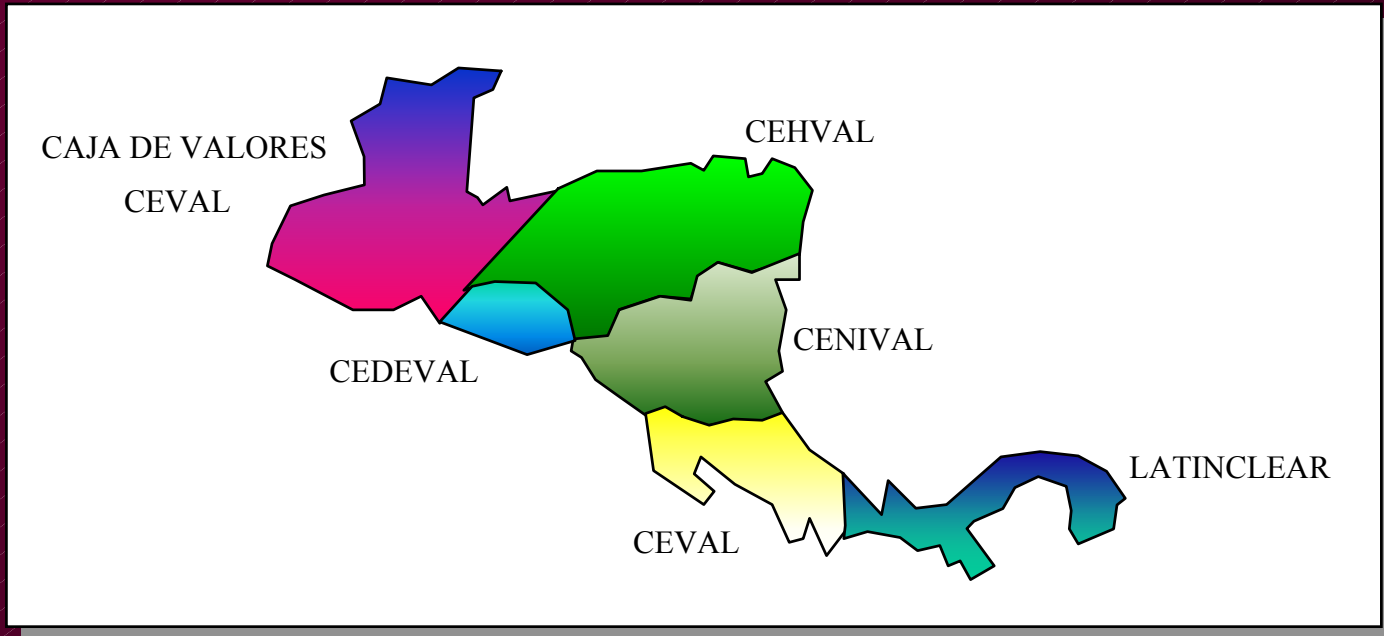 CAJA DE VALORES
CEVAL
CEHVAL
CEDEVAL
CENIVAL
LATINCLEAR
CEVAL